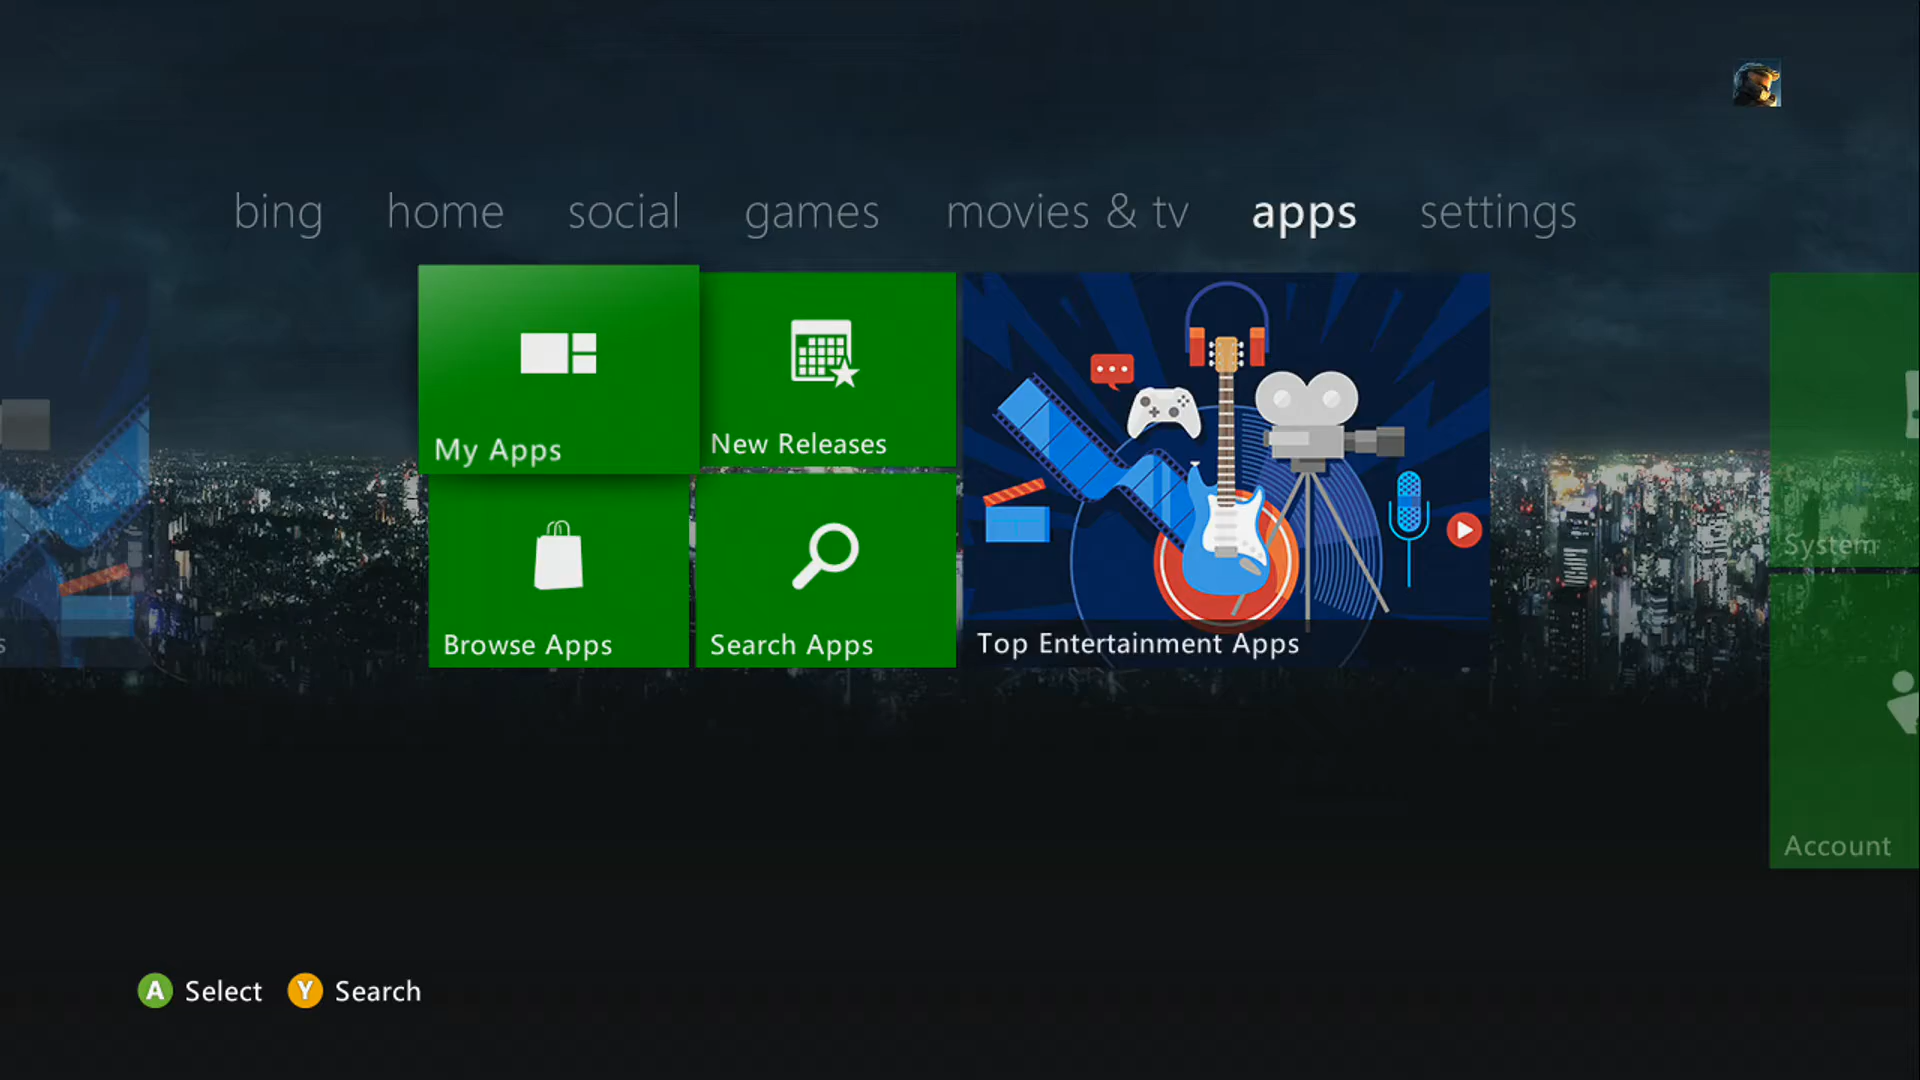 bing home social games movies & tv apps settings
My Apps
New Releases
Browse Apps
Search Apps
Top Entertainment Apps
System
Account
A Select Y Search